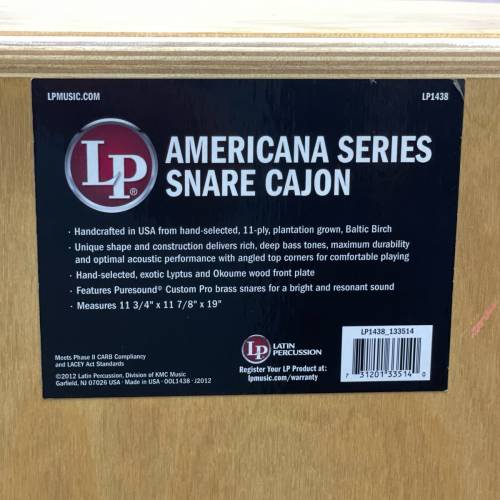 LPMUSIC.COM
LP1438
LP®
AMERICANA SERIES
SNARE CAJON
· Handcrafted in USA from hand-selected, 11-ply, plantation grown, Baltic Birch
· Unique shape and construction delivers rich, deep bass tones, maximum durability
and optimal acoustic performance with angled top corners for comfortable playing
· Hand-selected, exotic Lyptus and Okoume wood front plate
· Features Puresound® Custom Pro brass snares for a bright and resonant sound
· Measures 11 3/4" x 11 7/8" x 19"
Meets Phase II CARB Compliancy
and LACEY Act Standards
©2012 Latin Percussion, Division of KMC Music
Garfield, NJ 07026 USA · Made in USA · OOL1438 · J2012
LP®
LATIN
PERCUSSION
Register Your LP Product at:
lpmusic.com/warranty
LP1438_133514
7 31201 33514 0